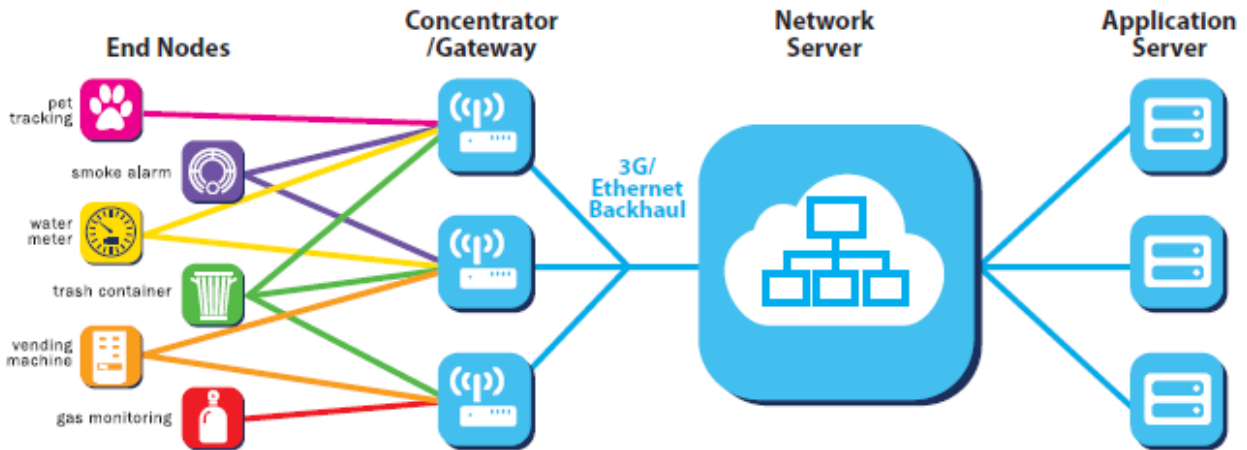 End Nodes
Concentrator
/Gateway
Network
Server
Application
Server
pet
tracking
smoke alarm
water
meter
trash container
vending
machine
gas monitoring
3G/
Ethernet
Backhaul